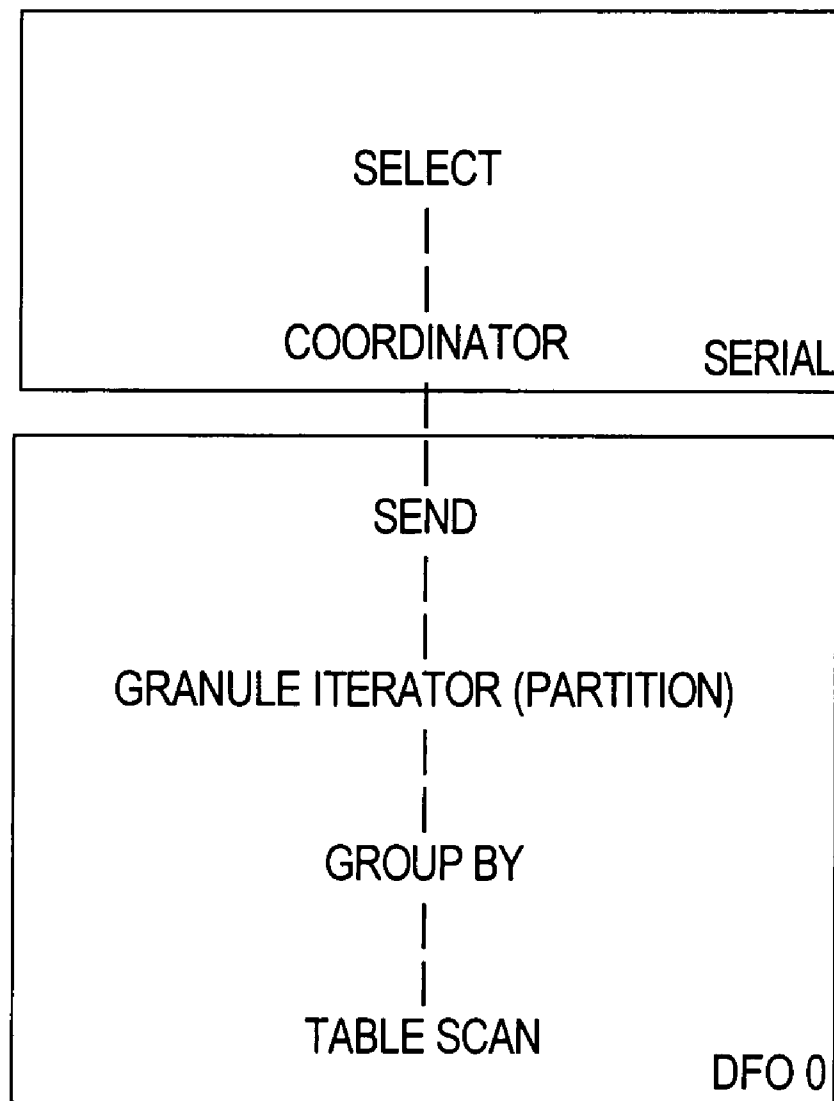 SELECT
COORDINATOR
SERIAL
SEND
GRANULE ITERATOR (PARTITION)
GROUP BY
TABLE SCAN
DFO 0